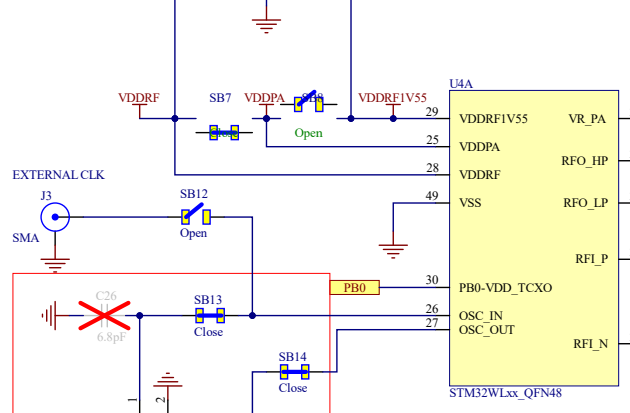 U4A
VDDRF
SB7
VDDPA
SB8
VDDRF1V55
29
VDDRF1V55
VR_PA
Close
Open
25
VDDPA
RFO_HP
28
VDDRF
EXTERNAL CLK
J3
SB12
49
VSS
RFO_LP
SMA
Open
RFI_P
PB0
30
PB0-VDD_TCXO
C26
SB13
26
OSC_IN
27
OSC_OUT
6.8pF
Close
RFI_N
SB14
Close
STM32WLxx_QFN48
1
2